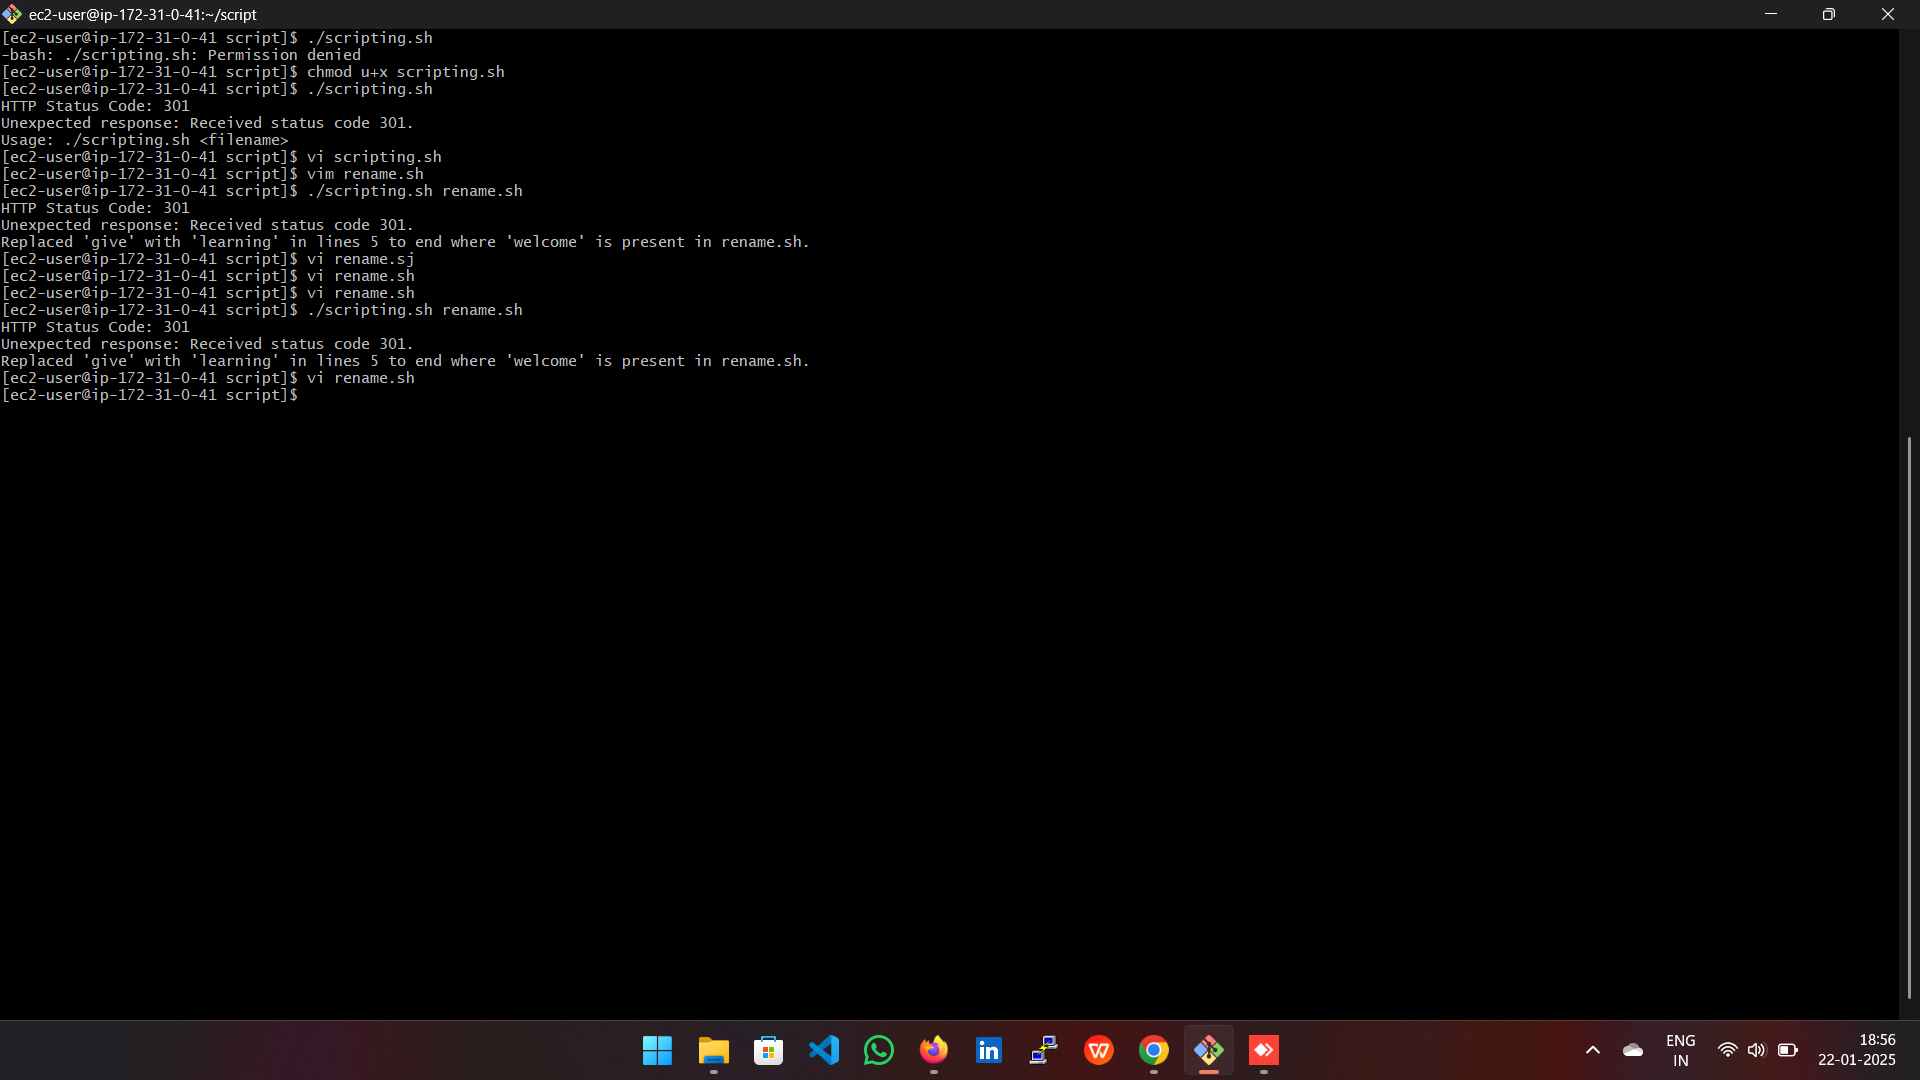 ec2-user@ip-172-31-0-41:~/script
[ec2-user@ip-172-31-0-41 script]$ ./scripting.sh
-bash: ./scripting.sh: Permission denied
[ec2-user@ip-172-31-0-41 script]$ chmod u+x scripting.sh
[ec2-user@ip-172-31-0-41 script]$ ./scripting.sh
HTTP Status Code: 301
Unexpected response: Received status code 301.
Usage: ./scripting.sh <filename>
[ec2-user@ip-172-31-0-41 script]$ vi scripting.sh
[ec2-user@ip-172-31-0-41 script]$ vim rename.sh
[ec2-user@ip-172-31-0-41 script]$ ./scripting.sh rename.sh
HTTP Status Code: 301
Unexpected response: Received status code 301.
Replaced 'give' with 'learning' in lines 5 to end where 'welcome' is present in rename.sh.
[ec2-user@ip-172-31-0-41 script]$ vi rename.sj
[ec2-user@ip-172-31-0-41 script]$ vi rename.sh
[ec2-user@ip-172-31-0-41 script]$ vi rename.sh
[ec2-user@ip-172-31-0-41 script]$ ./scripting.sh rename.sh
HTTP Status Code: 301
Unexpected response: Received status code 301.
Replaced 'give' with 'learning' in lines 5 to end where 'welcome' is present in rename.sh.
[ec2-user@ip-172-31-0-41 script]$ vi rename.sh
[ec2-user@ip-172-31-0-41 script]$
in
W
ENG
IN
18:56
22-01-2025